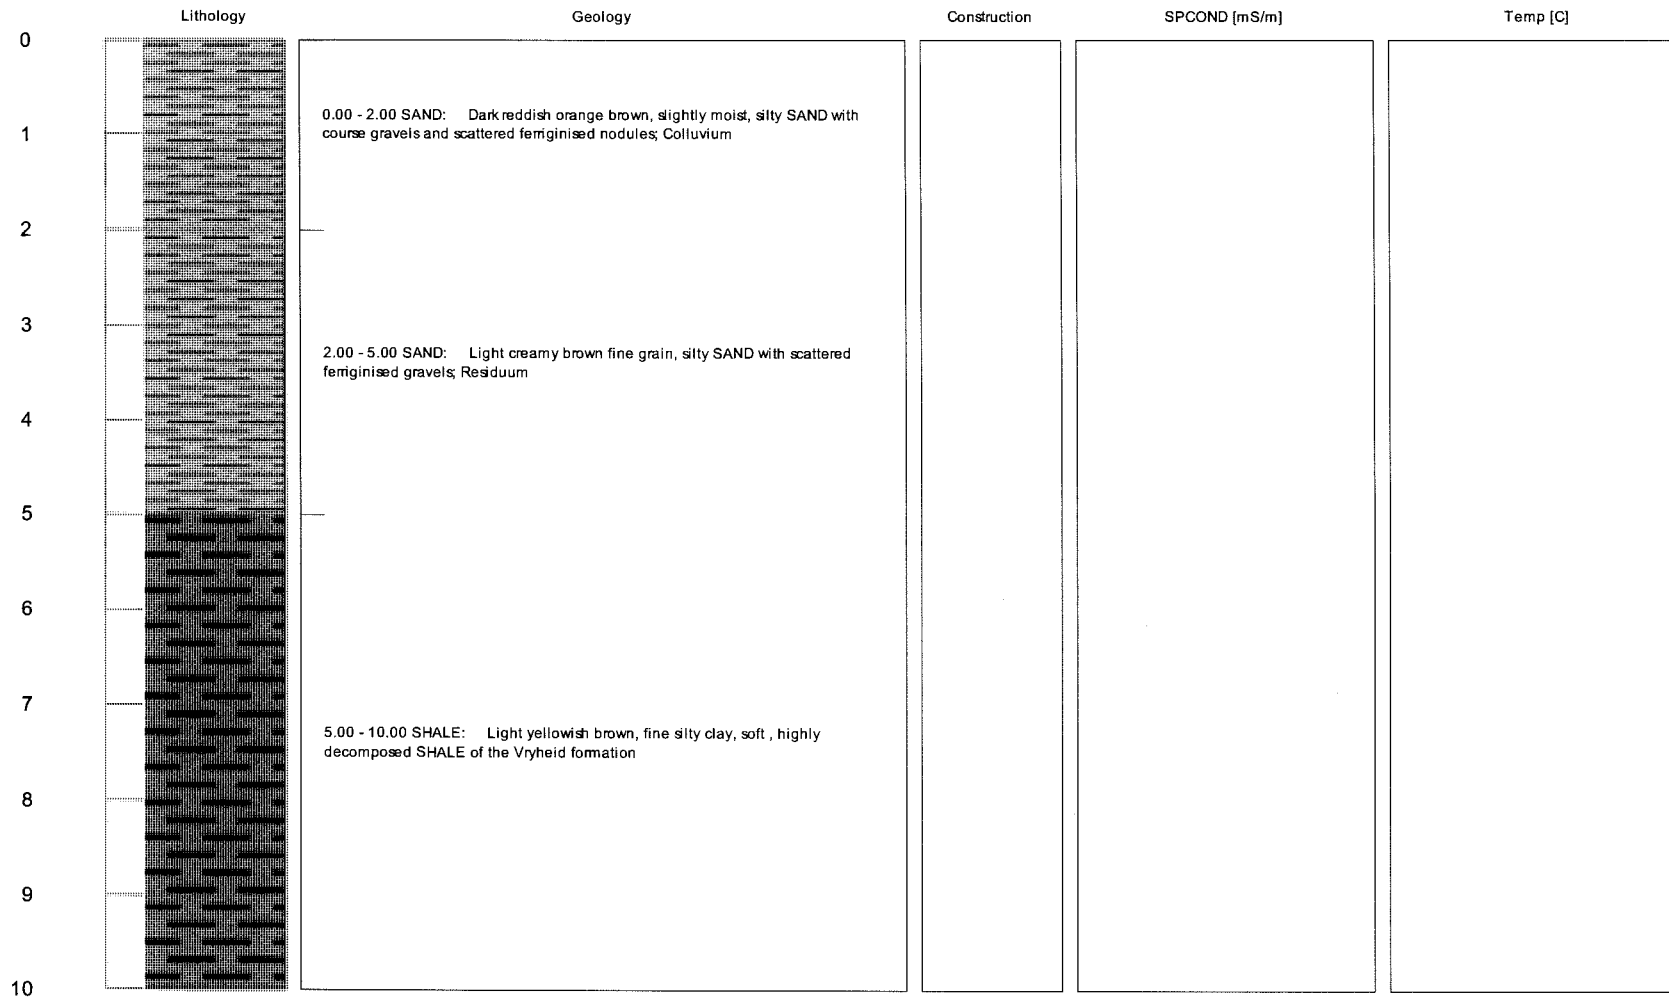 Lithology
Geology
Construction
SPCOND [mS/m]
Temp [C]
0
0.00 - 2.00 SAND: Dark reddish orange brown, slightly moist, silty SAND with
course gravels and scattered ferriginised nodules; Colluvium
1
2
3
2.00 - 5.00 SAND: Light creamy brown fine grain, silty SAND with scattered
ferriginised gravels; Residuum
4
5
6
7
5.00 - 10.00 SHALE: Light yellowish brown, fine silty clay, soft , highly
decomposed SHALE of the Vryheid formation
8
9
10